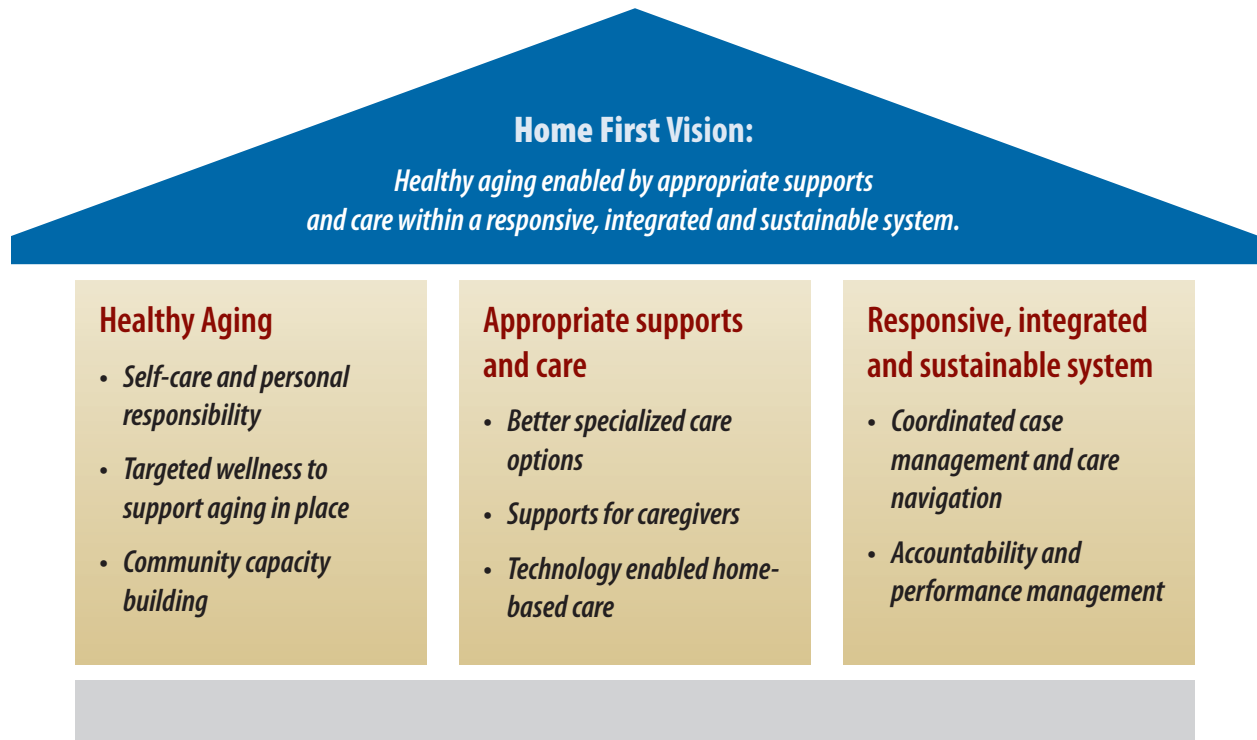 Home First Vision:
Healthy aging enabled by appropriate supports
and care within a responsive, integrated and sustainable system.
Healthy Aging
• Self-care and personal
responsibility
• Targeted wellness to
support aging in place
• Community capacity
building
Appropriate supports
and care
• Better specialized care
options
• Supports for caregivers
• Technology enabled home-
based care
Responsive, integrated
and sustainable system
• Coordinated case
management and care
navigation
• Accountability and
performance management